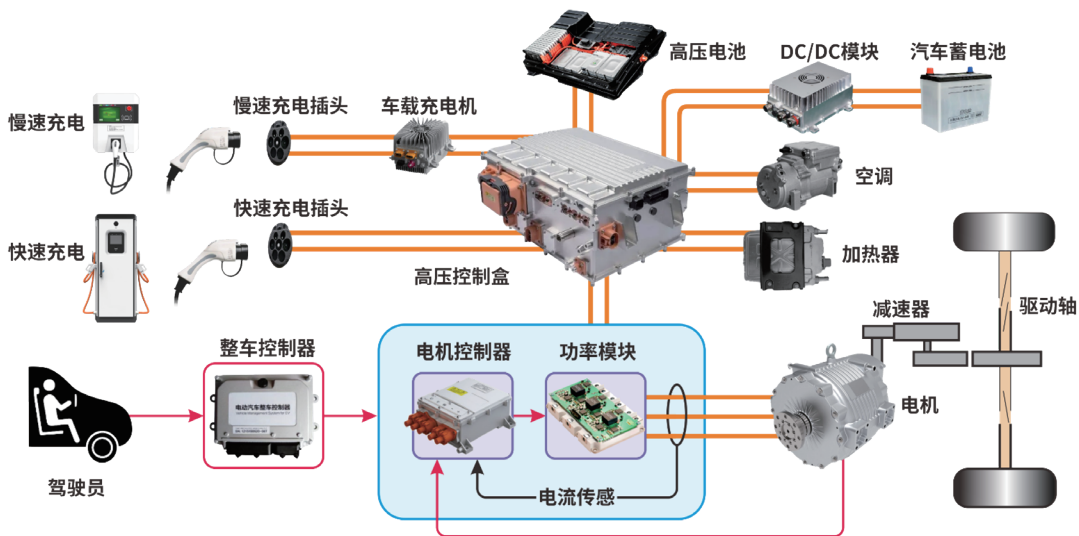 高压电池
DC/DC模块
汽车蓄电池
慢速充电
慢速充电插头
车载充电机
空调
快速充电
快速充电插头
高压控制盒
加热器
减速器
驱动轴
整车控制器
电机控制器
功率模块
电动汽车整车控制器
电机
驾驶员
电流传感